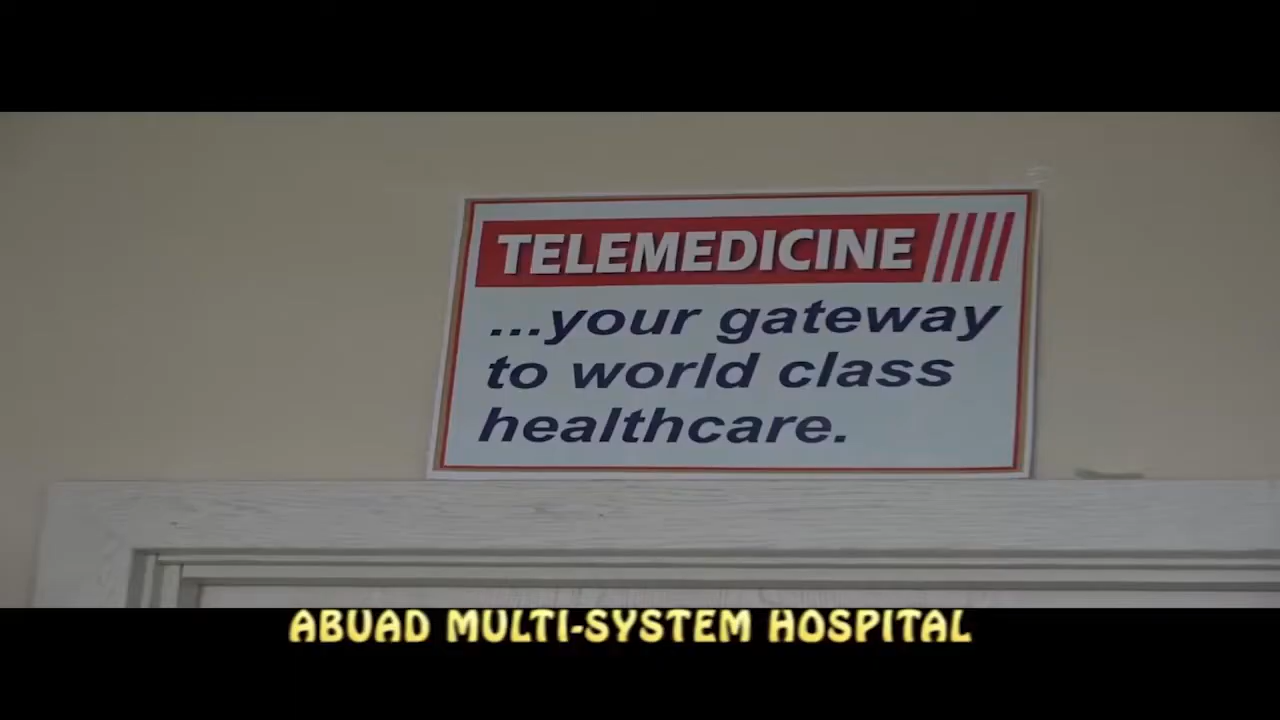 TELEMEDICINE
...your gateway
to world class
healthcare.
ABUAD MULTI-SYSTEM HOSPITAL